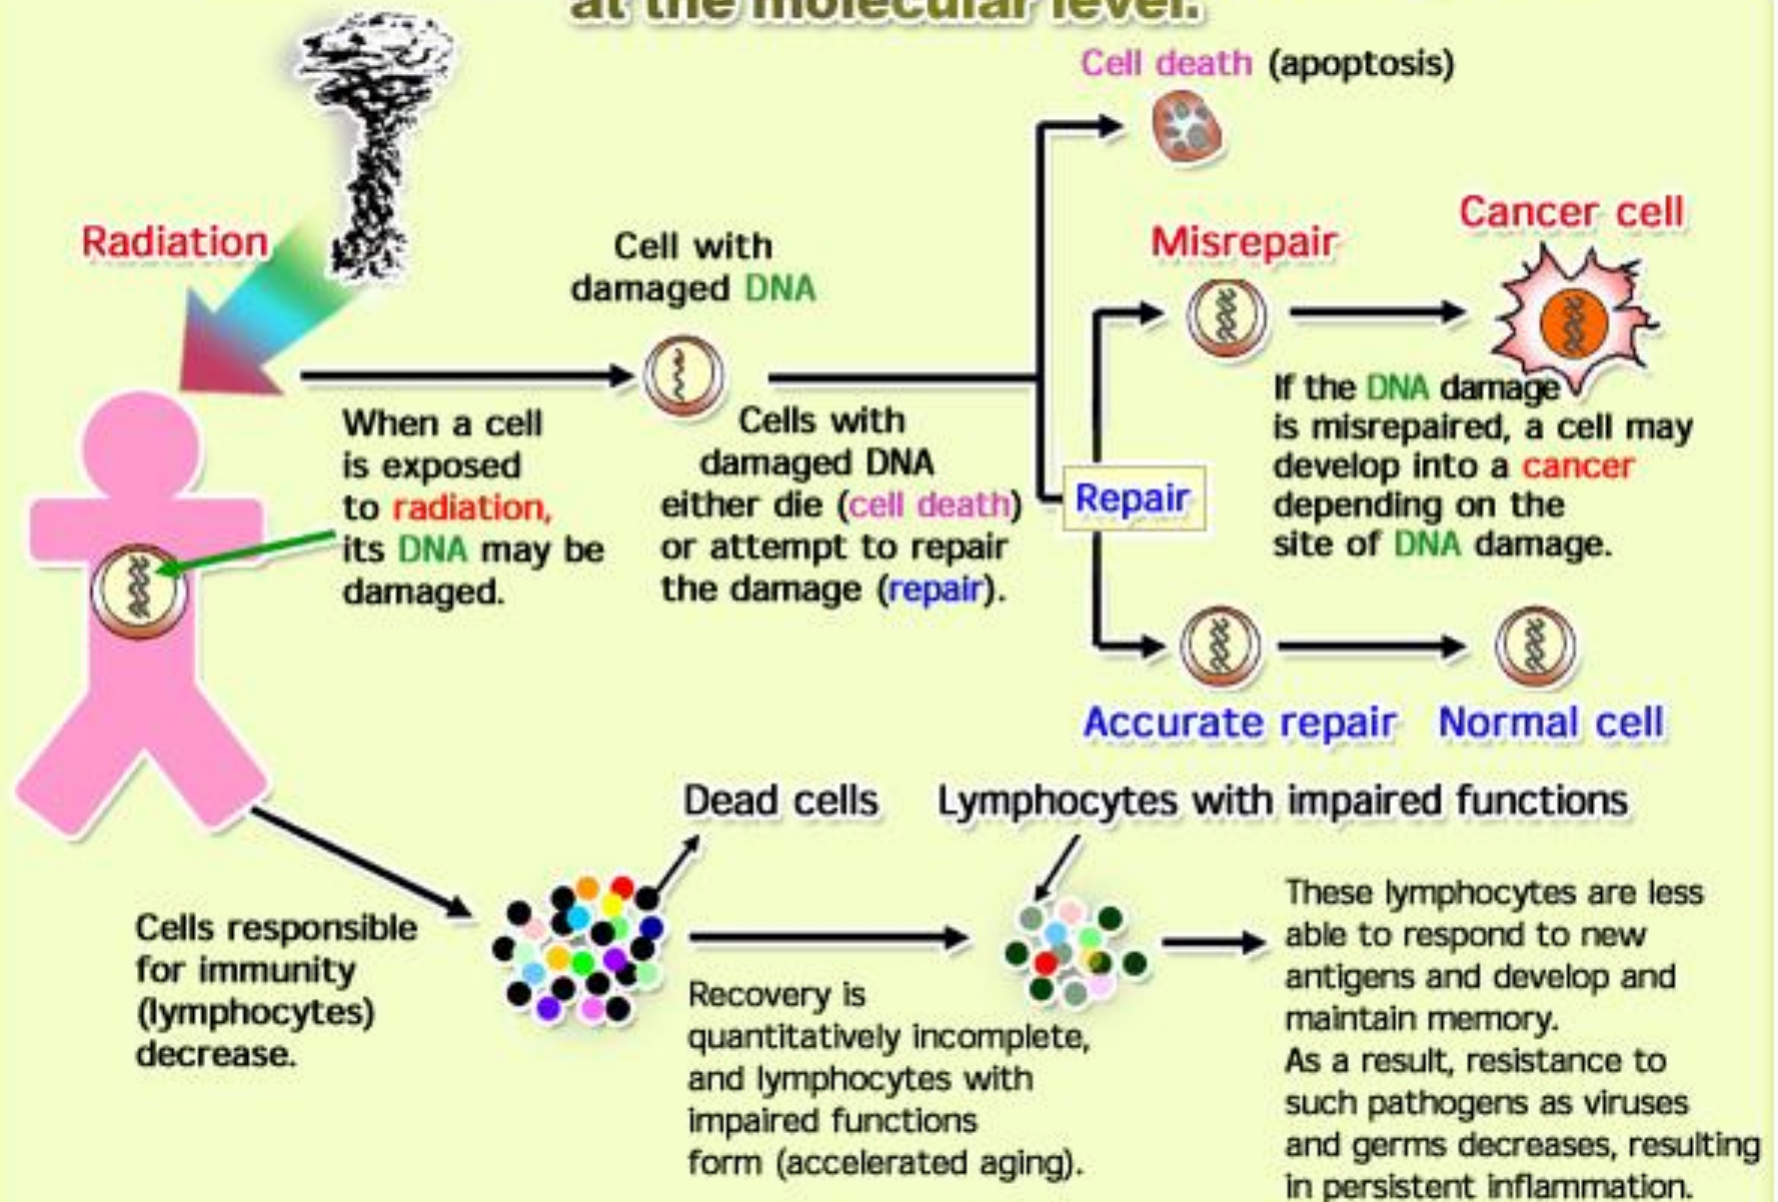 at the molecular level.
Cell death (apoptosis)
Radiation
Cell with
damaged DNA
Misrepair
Cancer cell
When a cell
is exposed
to radiation,
its DNA may be
damaged.
Cells with
damaged DNA
either die (cell death)
or attempt to repair
the damage (repair).
Repair
If the DNA damage
is misrepaired, a cell may
develop into a cancer
depending on the
site of DNA damage.
Accurate repair
Normal cell
Dead cells
Lymphocytes with impaired functions
Cells responsible
for immunity
(lymphocytes)
decrease.
Recovery is
quantitatively incomplete,
and lymphocytes with
impaired functions
form (accelerated aging).
These lymphocytes are less
able to respond to new
antigens and develop and
maintain memory.
As a result, resistance to
such pathogens as viruses
and germs decreases, resulting
in persistent inflammation.